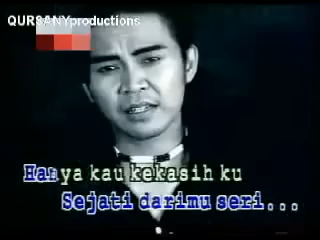 QURSANYproductions
Hanya kau kekasih ku
Sejati darimu seri...